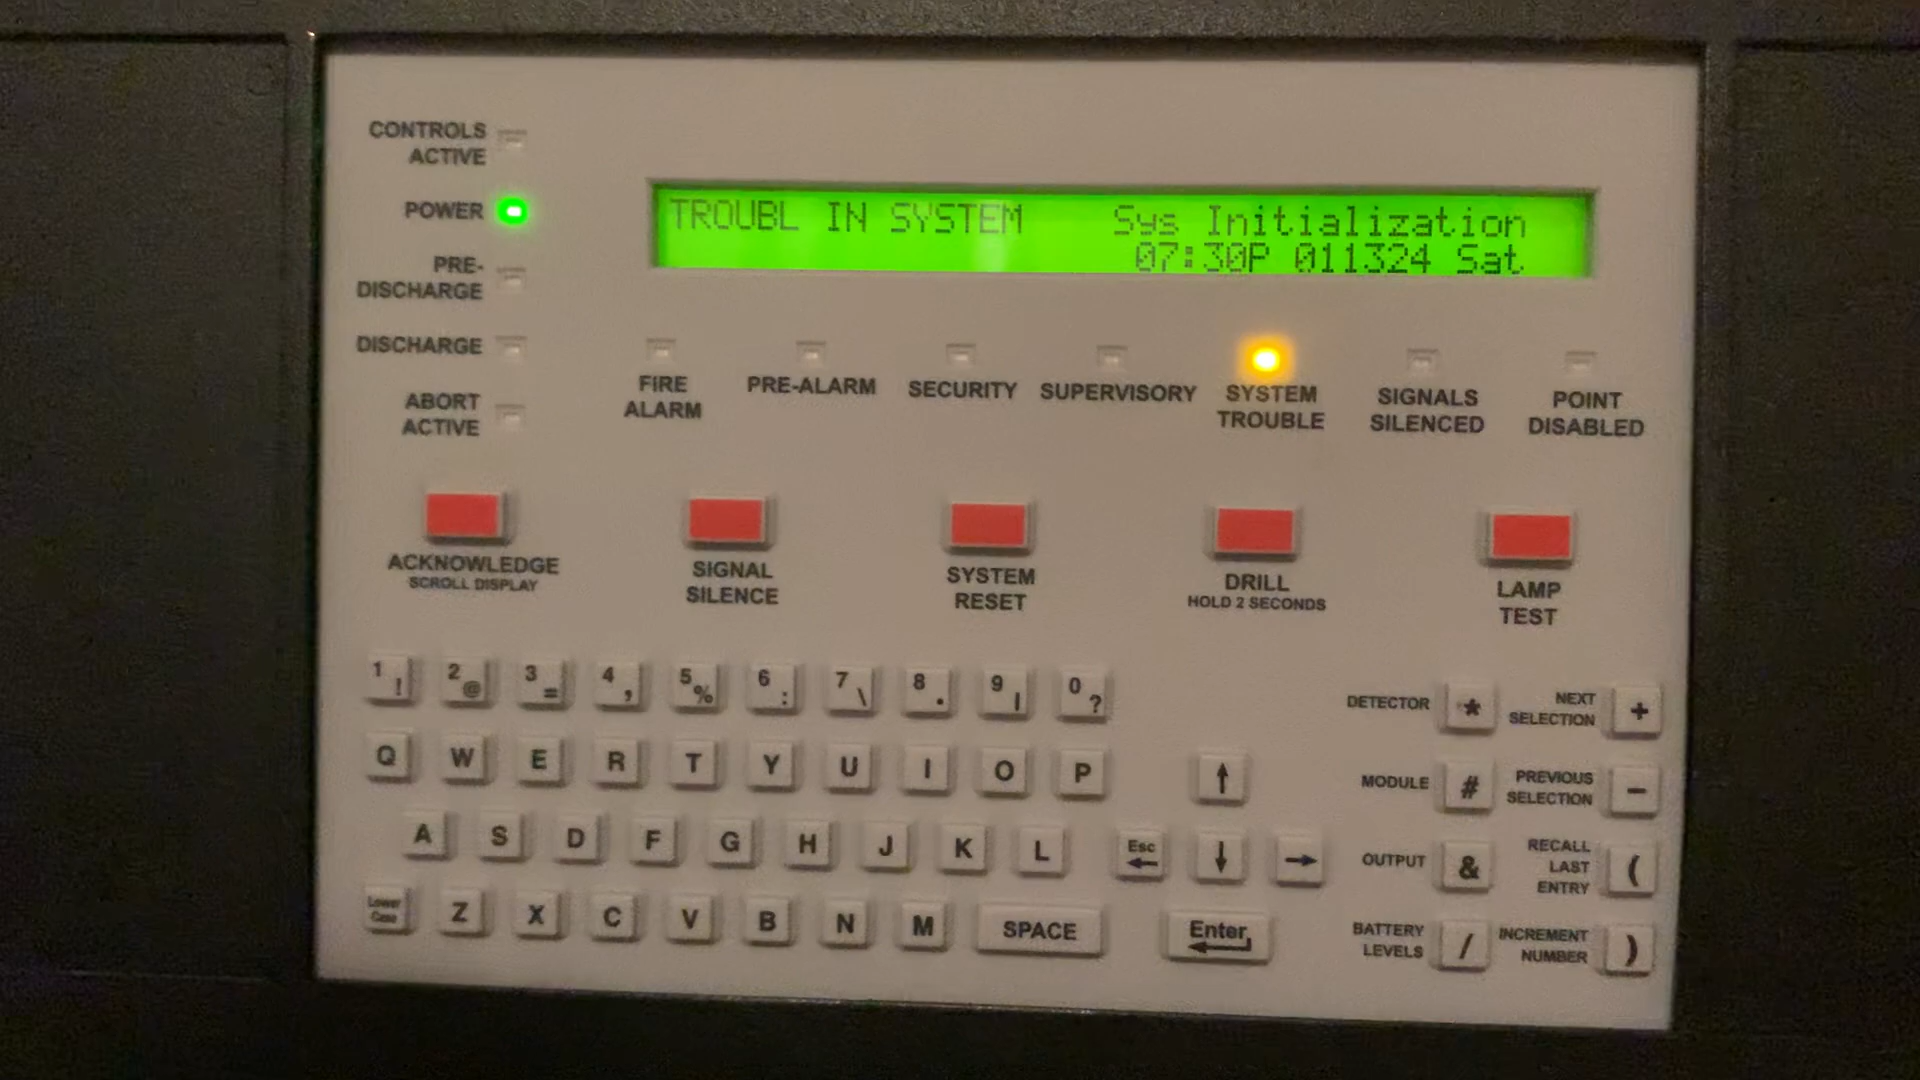 CONTROLS
ACTIVE
POWER
PRE-
DISCHARGE
DISCHARGE
ABORT
ACTIVE
TROUBL IN SYSTEM Sys Initialization
07:30P 011324 Sat
FIRE
ALARM
PRE-ALARM
SECURITY
SUPERVISORY
SYSTEM
TROUBLE
SIGNALS
SILENCED
POINT
DISABLED
ACKNOWLEDGE
SCROLL DISPLAY
SIGNAL
SILENCE
SYSTEM
RESET
DRILL
HOLD 2 SECONDS
LAMP
TEST
1 ! 2 @ 3 = 4 , 5 % 6 : 7 \ 8 . 9 | 0 ?
Q W E R T Y U I O P
A S D F G H J K L
Lower
Case
Z X C V B N M SPACE
Esc
Enter
DETECTOR *
NEXT
SELECTION +
MODULE #
PREVIOUS
SELECTION -
OUTPUT &
RECALL
LAST
ENTRY (
BATTERY
LEVELS /
INCREMENT
NUMBER )